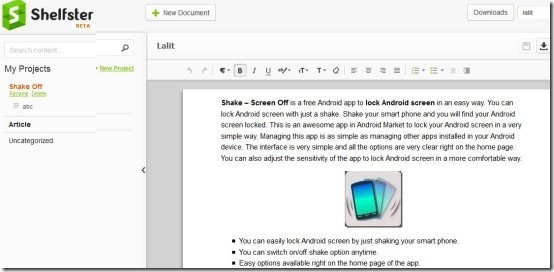 Shelfster
BETA
New Document
Downloads
lalit
Search content...
Lalit
My Projects
New Project
Shake Off
Rename Delete
abc
Article
Uncategorized
Shake – Screen Off is a free Android app to lock Android screen in an easy way. You can
lock Android screen with just a shake. Shake your smart phone and you will find your Android
screen locked. This is an awesome app in Android Market to lock your Android screen in a very
simple way. Managing this app is as simple as managing other apps installed in your Android
device. The interface is very simple and all the options are very clear right on the home page.
You can also adjust the sensitivity of the app to lock Android screen in a more comfortable way.
You can easily lock Android screen by just shaking your smart phone.
You can switch on/off shake option anytime.
Easy options available right on the home page of the app.